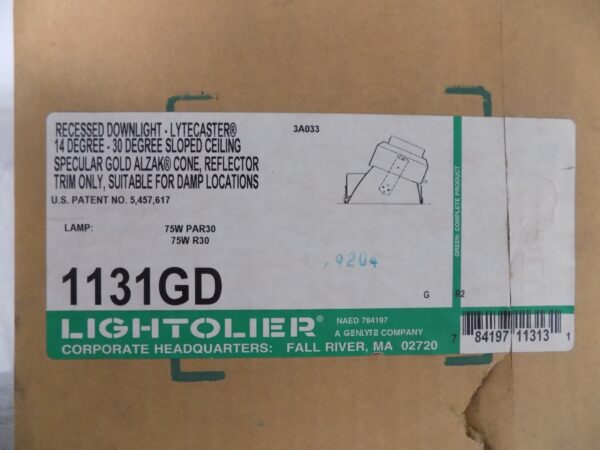 RECESSED DOWNLIGHT - LYTECASTER® 3A033
14 DEGREE - 30 DEGREE SLOPED CEILING
SPECULAR GOLD ALZAK® CONE, REFLECTOR
TRIM ONLY, SUITABLE FOR DAMP LOCATIONS
U.S. PATENT NO. 5,457,617
LAMP: 75W PAR30
75W R30
.9204
1131GD
G R2
GREEN: COMPLETE PRODUCT
LIGHTOLIER® NAED 784197
A GENLYTE COMPANY
CORPORATE HEADQUARTERS: FALL RIVER, MA 02720
7 84197 11313 1